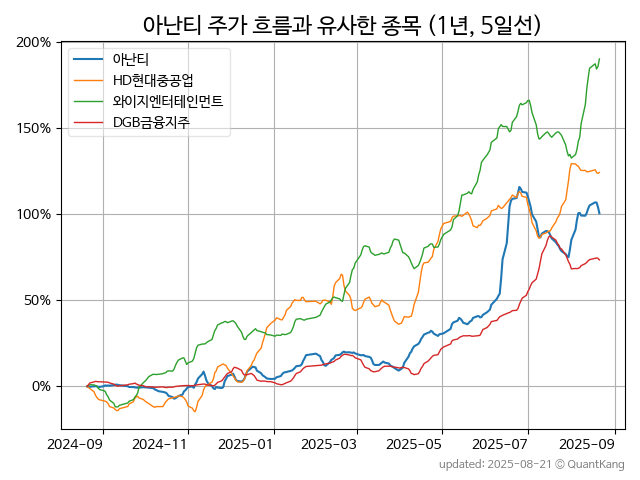 아난티 주가 흐름과 유사한 종목 (1년, 5일선)
200%
150%
100%
50%
0%
아난티
HD현대중공업
와이지엔터테인먼트
DGB금융지주
2024-09 2024-11 2025-01 2025-03 2025-05 2025-07 2025-09
updated: 2025-08-21 © QuantKang